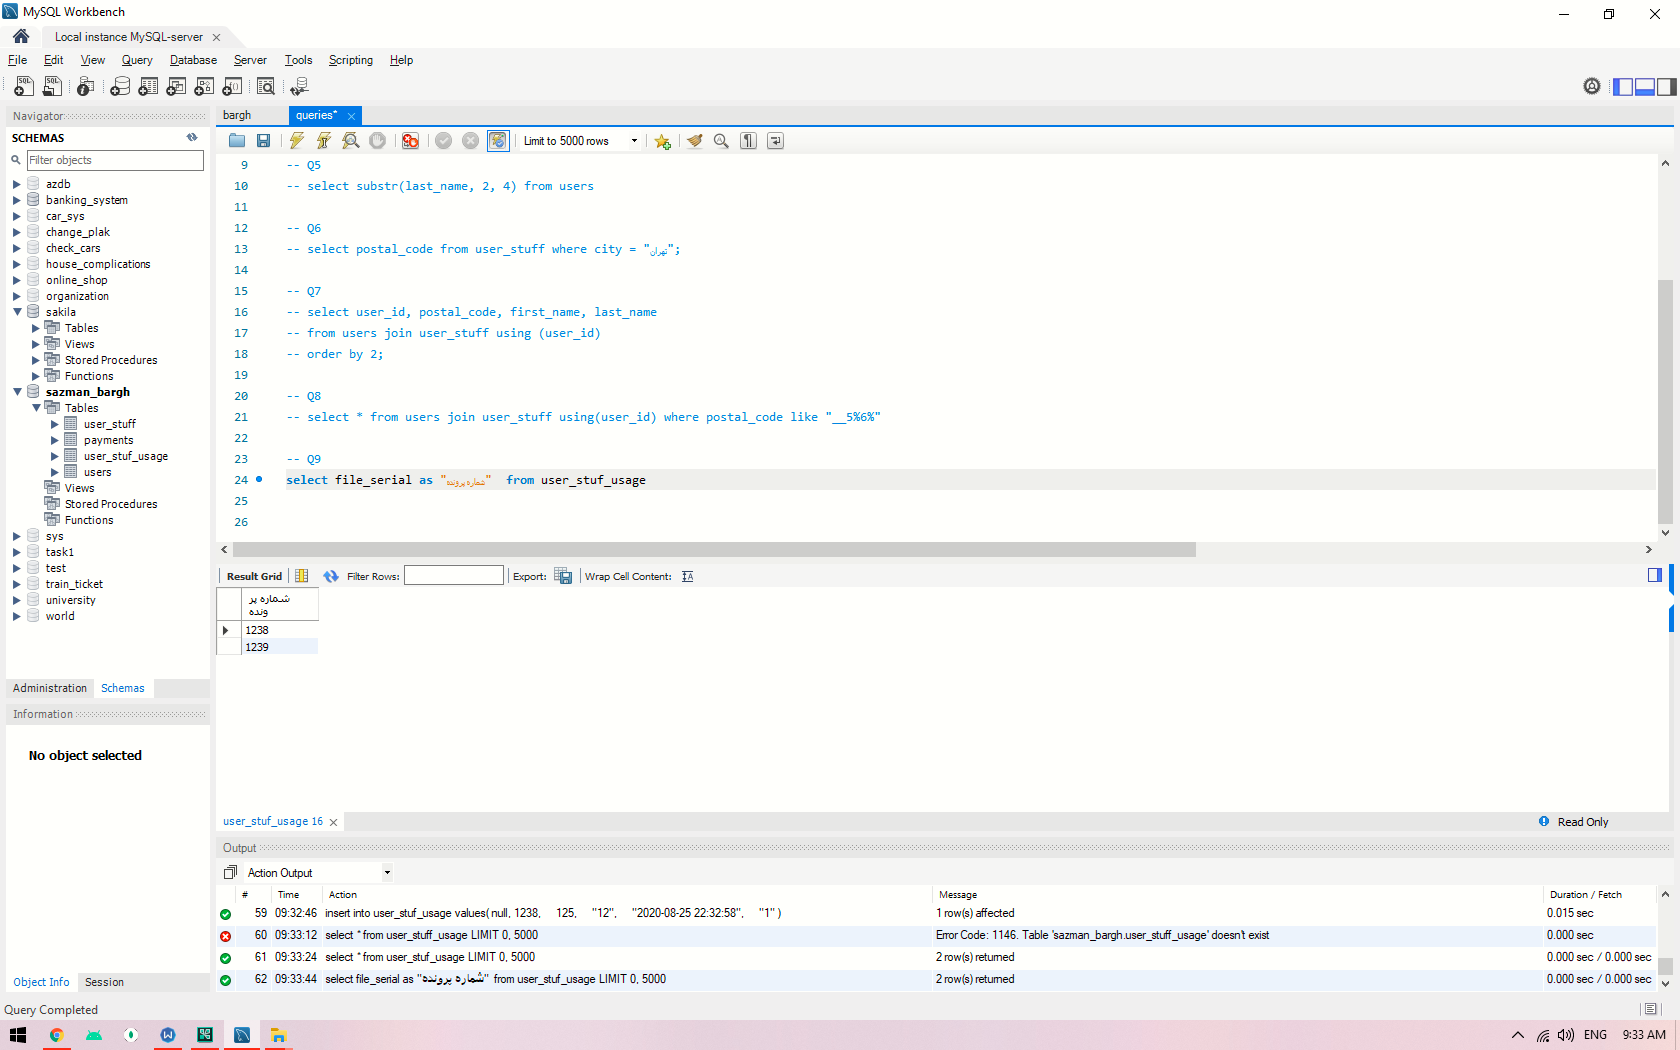 MySQL Workbench
Local instance MySQL-server
File Edit View Query Database Server Tools Scripting Help
Navigator
SCHEMAS
Filter objects
azdb
banking_system
car_sys
change_plak
check_cars
house_complications
online_shop
organization
sakila
Tables
Views
Stored Procedures
Functions
sazman_bargh
Tables
user_stuff
payments
user_stuf_usage
users
Views
Stored Procedures
Functions
sys
task1
test
train_ticket
university
world
Administration Schemas
Information
No object selected
Object Info Session
bargh queries*
Limit to 5000 rows
9 -- Q5
10 -- select substr(last_name, 2, 4) from users
11
12 -- Q6
13 -- select postal_code from user_stuff where city = "تهران";
14
15 -- Q7
16 -- select user_id, postal_code, first_name, last_name
17 -- from users join user_stuff using (user_id)
18 -- order by 2;
19
20 -- Q8
21 -- select * from users join user_stuff using(user_id) where postal_code like "__5%6%"
22
23 -- Q9
24 select file_serial as "شماره پرونده" from user_stuf_usage
25
26
Result Grid Filter Rows: Export: Wrap Cell Content:
شماره پر
ونده
1238
1239
user_stuf_usage 16 Read Only
Output
Action Output
# Time Action Message Duration / Fetch
59 09:32:46 insert into user_stuf_usage values( null, 1238, 125, "12", "2020-08-25 22:32:58", "1" ) 1 row(s) affected 0.015 sec
60 09:33:12 select * from user_stuff_usage LIMIT 0, 5000 Error Code: 1146. Table 'sazman_bargh.user_stuff_usage' doesn't exist 0.000 sec
61 09:33:24 select * from user_stuf_usage LIMIT 0, 5000 2 row(s) returned 0.000 sec / 0.000 sec
62 09:33:44 select file_serial as "شماره پرونده" from user_stuf_usage LIMIT 0, 5000 2 row(s) returned 0.000 sec / 0.000 sec
Query Completed
ENG 9:33 AM